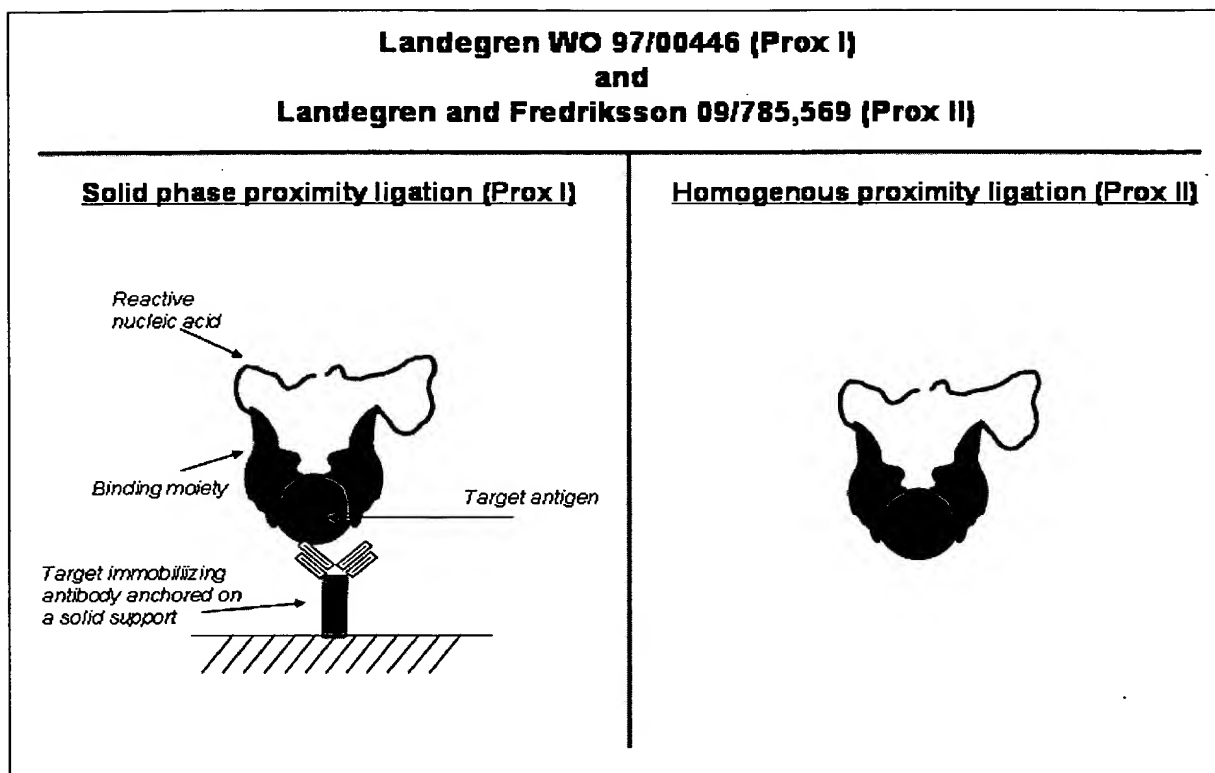 Landegren WO 97/00446 (Prox I)
and
Landegren and Fredriksson 09/785,569 (Prox II)
Solid phase proximity ligation (Prox I)
Homogenous proximity ligation (Prox II)
Reactive
nucleic acid
Binding moiety
Target antigen
Target immobilizing
antibody anchored on
a solid support